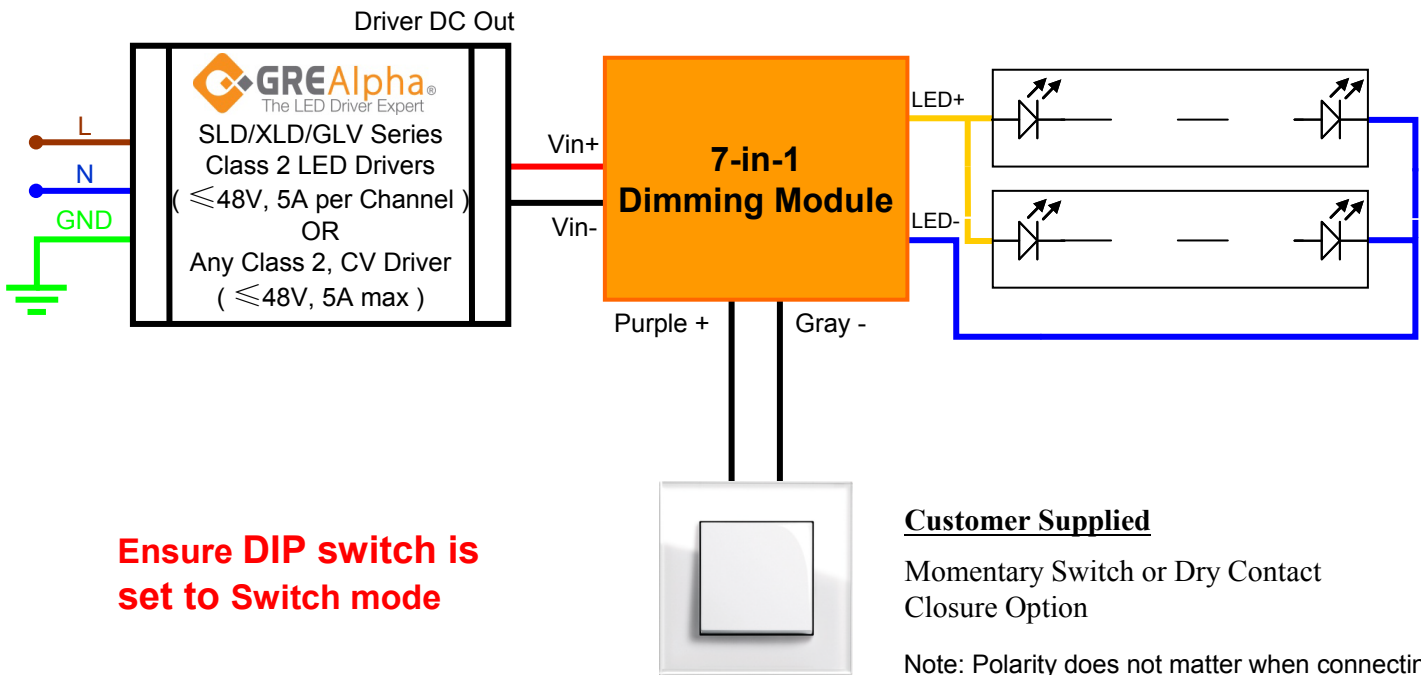 Driver DC Out
GREAlpha®
The LED Driver Expert
SLD/XLD/GLV Series
Class 2 LED Drivers
( ≤48V, 5A per Channel )
OR
Any Class 2, CV Driver
( ≤48V, 5A max )
L
N
GND
Vin+
Vin-
7-in-1
Dimming Module
LED+
LED-
Purple +
Gray -
Ensure DIP switch is
set to Switch mode
Customer Supplied
Momentary Switch or Dry Contact
Closure Option
Note: Polarity does not matter when